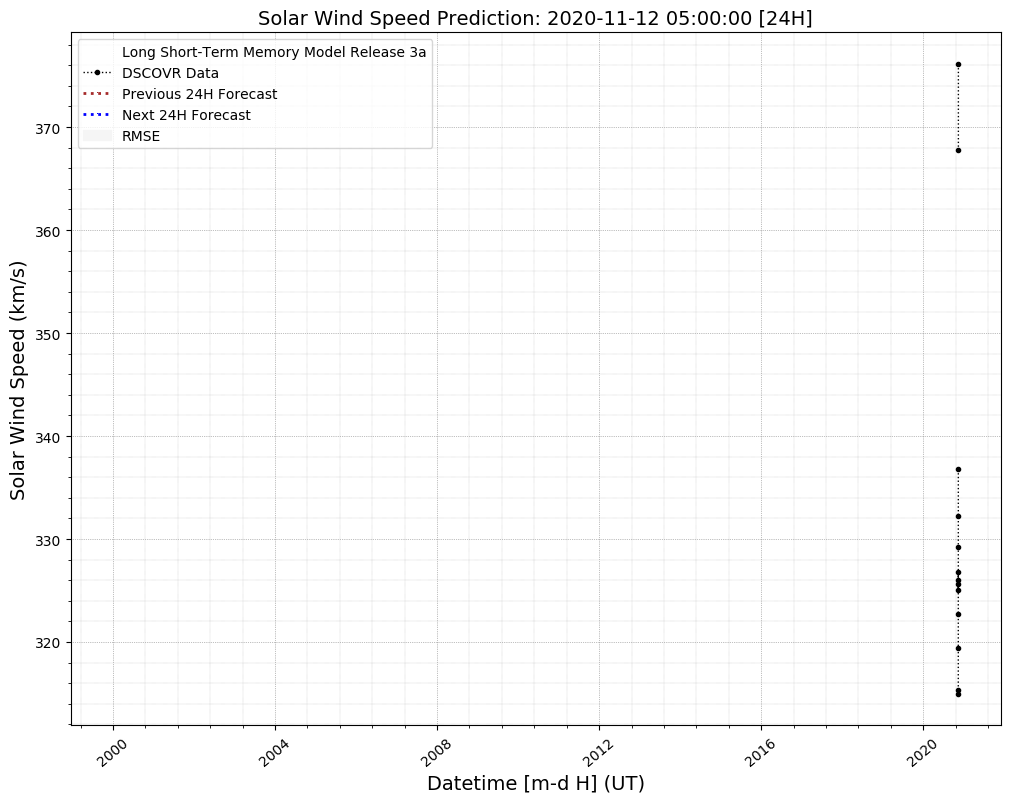 Solar Wind Speed Prediction: 2020-11-12 05:00:00 [24H]
Long Short-Term Memory Model Release 3a
DSCOVR Data
Previous 24H Forecast
Next 24H Forecast
RMSE
Solar Wind Speed (km/s)
370
360
350
340
330
320
2000
2004
2008
2012
2016
2020
Datetime [m-d H] (UT)